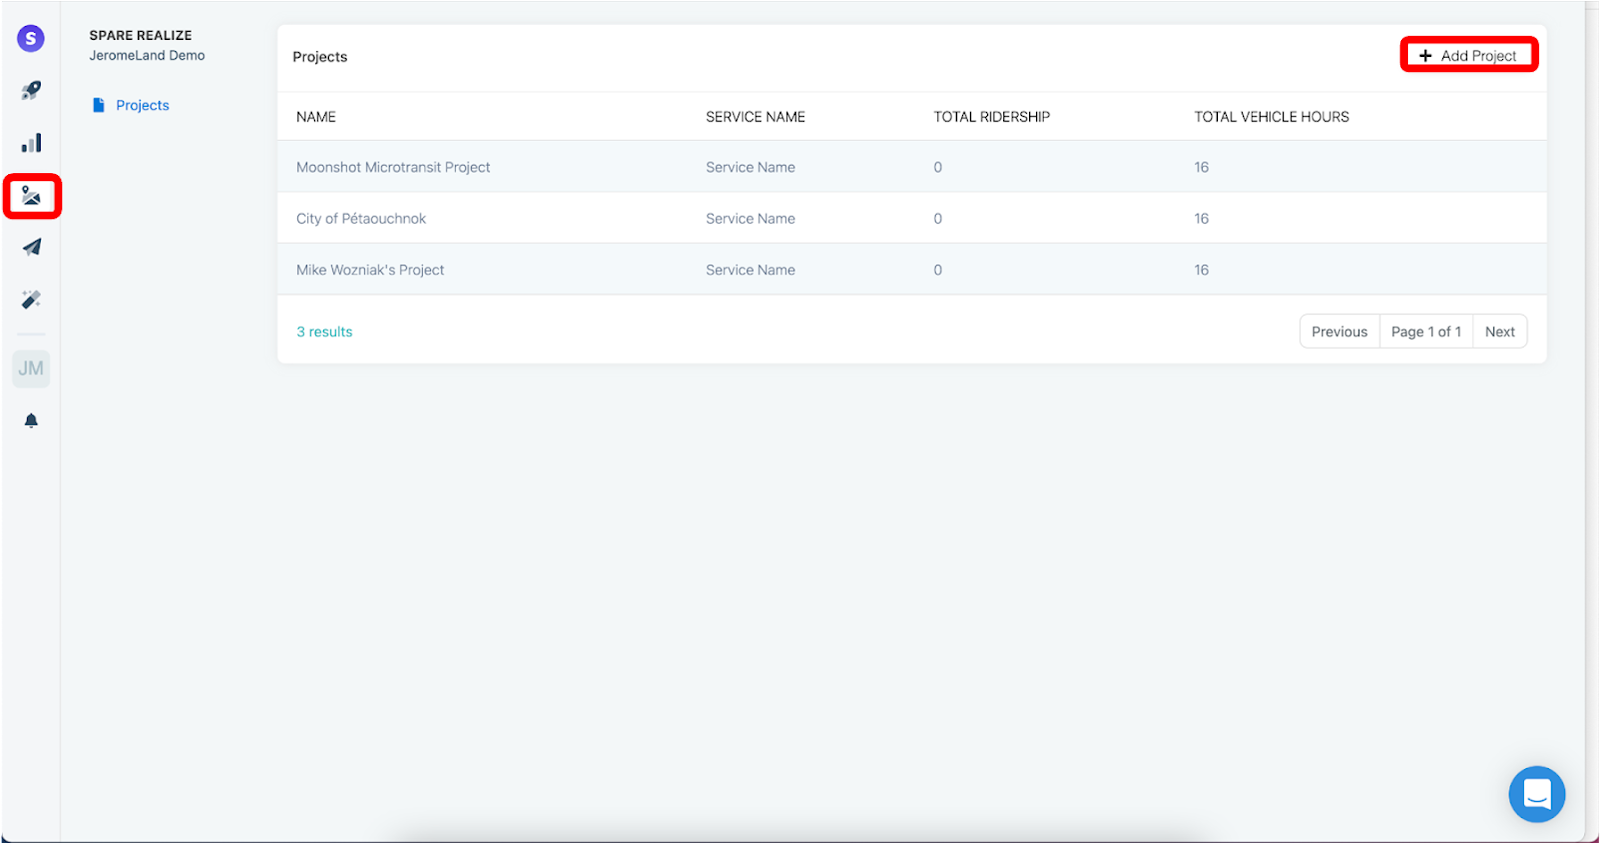 S
SPARE REALIZE
JeromeLand Demo
Projects
JM
Projects
+ Add Project
NAME SERVICE NAME TOTAL RIDERSHIP TOTAL VEHICLE HOURS
Moonshot Microtransit Project Service Name 0 16
City of Pétaouchnok Service Name 0 16
Mike Wozniak's Project Service Name 0 16
3 results
Previous Page 1 of 1 Next